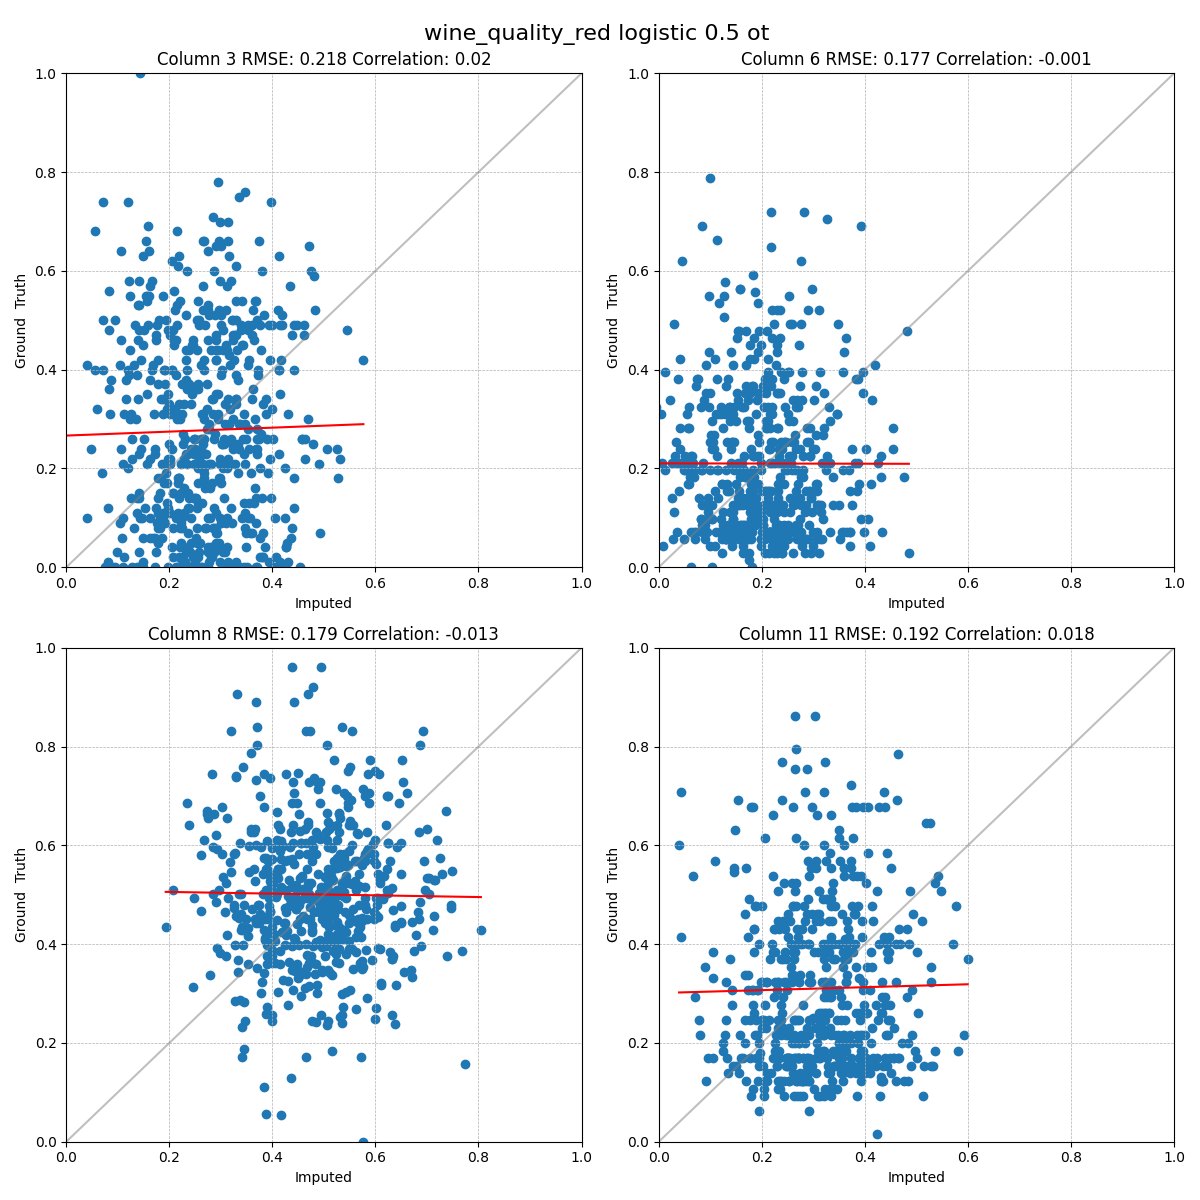 wine_quality_red logistic 0.5 ot
Column 3 RMSE: 0.218 Correlation: 0.02
Column 6 RMSE: 0.177 Correlation: -0.001
1.0
0.8
0.6
0.4
0.2
0.0
Ground Truth
0.0 0.2 0.4 0.6 0.8 1.0
Imputed
1.0
0.8
0.6
0.4
0.2
0.0
Ground Truth
0.0 0.2 0.4 0.6 0.8 1.0
Imputed
Column 8 RMSE: 0.179 Correlation: -0.013
Column 11 RMSE: 0.192 Correlation: 0.018
1.0
0.8
0.6
0.4
0.2
0.0
Ground Truth
0.0 0.2 0.4 0.6 0.8 1.0
Imputed
1.0
0.8
0.6
0.4
0.2
0.0
Ground Truth
0.0 0.2 0.4 0.6 0.8 1.0
Imputed